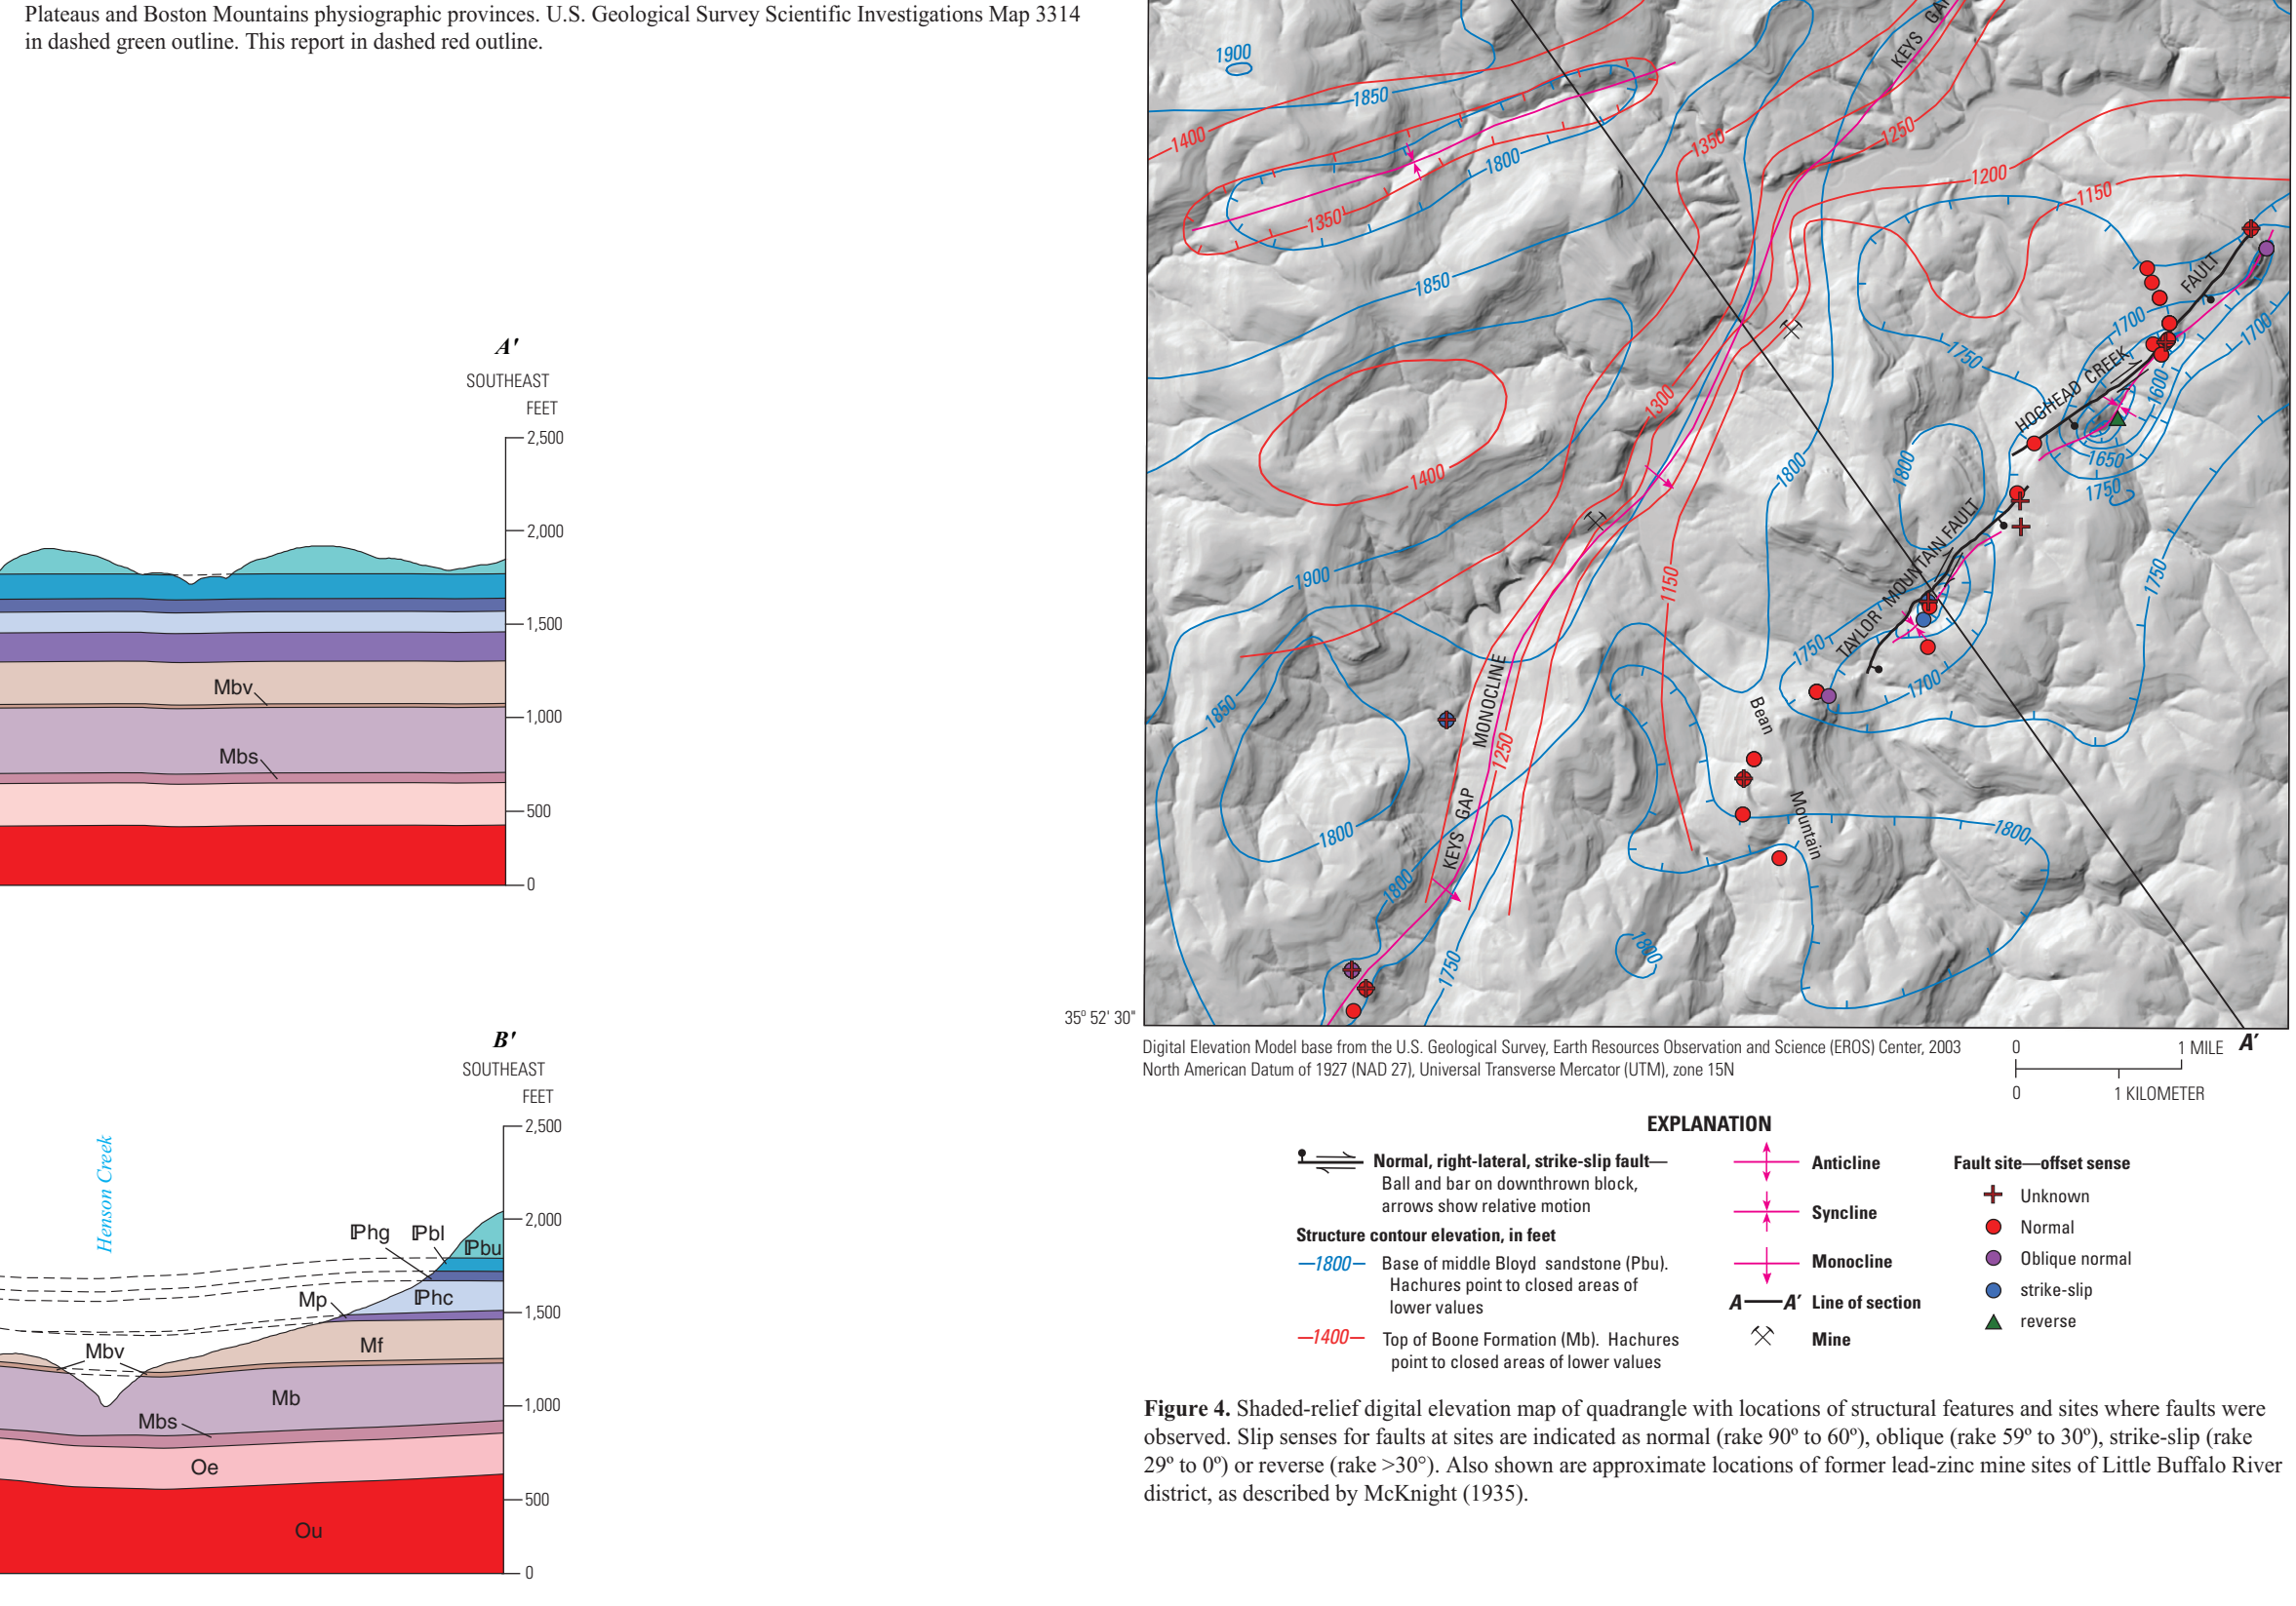 Plateaus and Boston Mountains physiographic provinces. U.S. Geological Survey Scientific Investigations Map 3314
in dashed green outline. This report in dashed red outline.
A′
SOUTHEAST
FEET
2,500
2,000
1,500
Mbv
1,000
Mbs
500
0
B′
SOUTHEAST
FEET
2,500
Henson Creek
ℙhg
ℙbl
2,000
ℙbu
Mp
ℙhc
1,500
Mbv
Mf
Mb
1,000
Mbs
Oe
500
Ou
0
KEYS GAP
1900
1850
1400
1800
1350
1350
1250
1200
1150
1850
FAULT
1700
1700
1750
HOGHEAD CREEK
1600
1300
1400
1800
1800
1650
1750
1900
1150
TAYLOR MOUNTAIN FAULT
1750
1750
1700
1850
KEYS GAP MONOCLINE
1250
Bean
Mountain
1800
1800
1800
1800
1750
35º 52' 30"
A′
Digital Elevation Model base from the U.S. Geological Survey, Earth Resources Observation and Science (EROS) Center, 2003
North American Datum of 1927 (NAD 27), Universal Transverse Mercator (UTM), zone 15N
0 1 MILE
0 1 KILOMETER
EXPLANATION
Normal, right-lateral, strike-slip fault—
Ball and bar on downthrown block,
arrows show relative motion
Structure contour elevation, in feet
—1800— Base of middle Bloyd sandstone (Pbu).
Hachures point to closed areas of
lower values
—1400— Top of Boone Formation (Mb). Hachures
point to closed areas of lower values
Anticline
Syncline
Monocline
A—A′ Line of section
Mine
Fault site—offset sense
Unknown
Normal
Oblique normal
strike-slip
reverse
Figure 4. Shaded-relief digital elevation map of quadrangle with locations of structural features and sites where faults were
observed. Slip senses for faults at sites are indicated as normal (rake 90º to 60º), oblique (rake 59º to 30º), strike-slip (rake
29º to 0º) or reverse (rake >30°). Also shown are approximate locations of former lead-zinc mine sites of Little Buffalo River
district, as described by McKnight (1935).